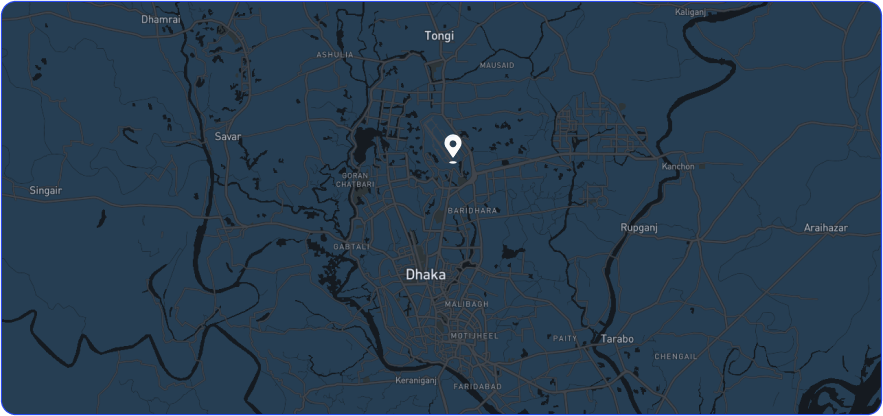 Dhamrai
Kaliganj
Tongi
ASHULIA
MAUSAID
Savar
Kanchon
GORAN
CHATBARI
Singair
BARIDHARA
Rupganj
Araihazar
GABTALI
Dhaka
MALIBAGH
MOTIJHEEL
PAITY
Tarabo
CHENGAIL
Keraniganj
FARIDABAD